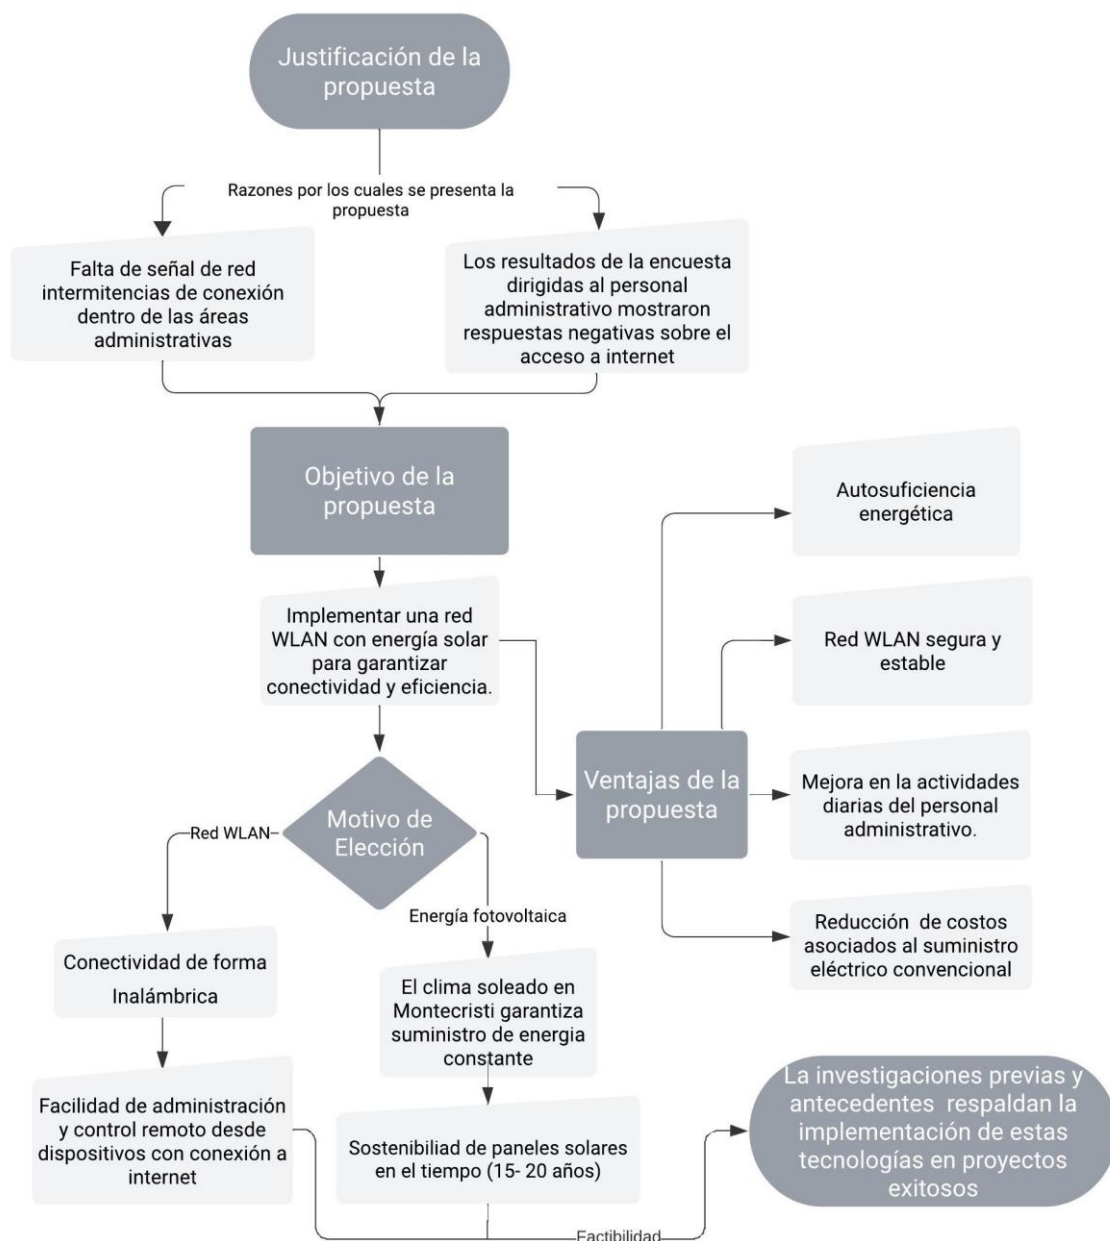 Justificación de la
propuesta
Razones por los cuales se presenta la
propuesta
Falta de señal de red
intermitencias de conexión
dentro de las áreas
administrativas
Los resultados de la encuesta
dirigidas al personal
administrativo mostraron
respuestas negativas sobre el
acceso a internet
Objetivo de la
propuesta
Implementar una red
WLAN con energía solar
para garantizar
conectividad y eficiencia.
Autosuficiencia
energética
Red WLAN segura y
estable
Ventajas de la
propuesta
Mejora en la actividades
diarias del personal
administrativo.
Reducción de costos
asociados al suministro
eléctrico convencional
Motivo de
Elección
Red WLAN
Energía fotovoltaica
Conectividad de forma
Inalámbrica
El clima soleado en
Montecristi garantiza
suministro de energia
constante
Facilidad de administración
y control remoto desde
dispositivos con conexión a
internet
Sostenibiliad de paneles solares
en el tiempo (15- 20 años)
Factibilidad
La investigaciones previas y
antecedentes respaldan la
implementación de estas
tecnologías en proyectos
exitosos